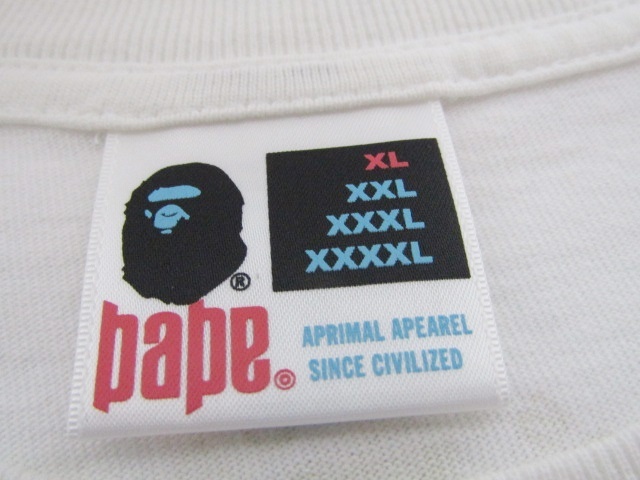 XL
XXL
XXXL
XXXXL
®
bape©
APRIMAL APEAREL
SINCE CIVILIZED